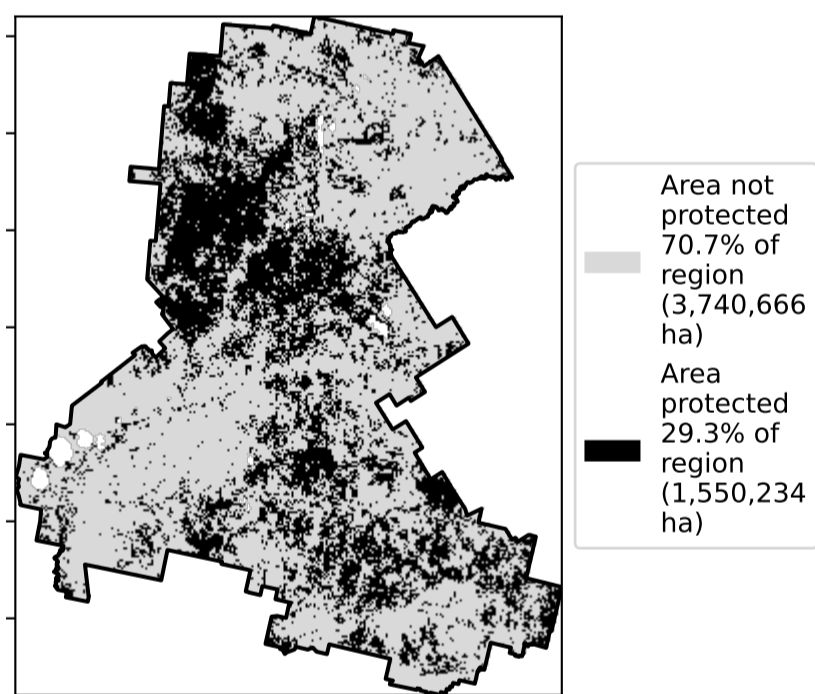 Area not
protected
70.7% of
region
(3,740,666
ha)
Area
protected
29.3% of
region
(1,550,234
ha)